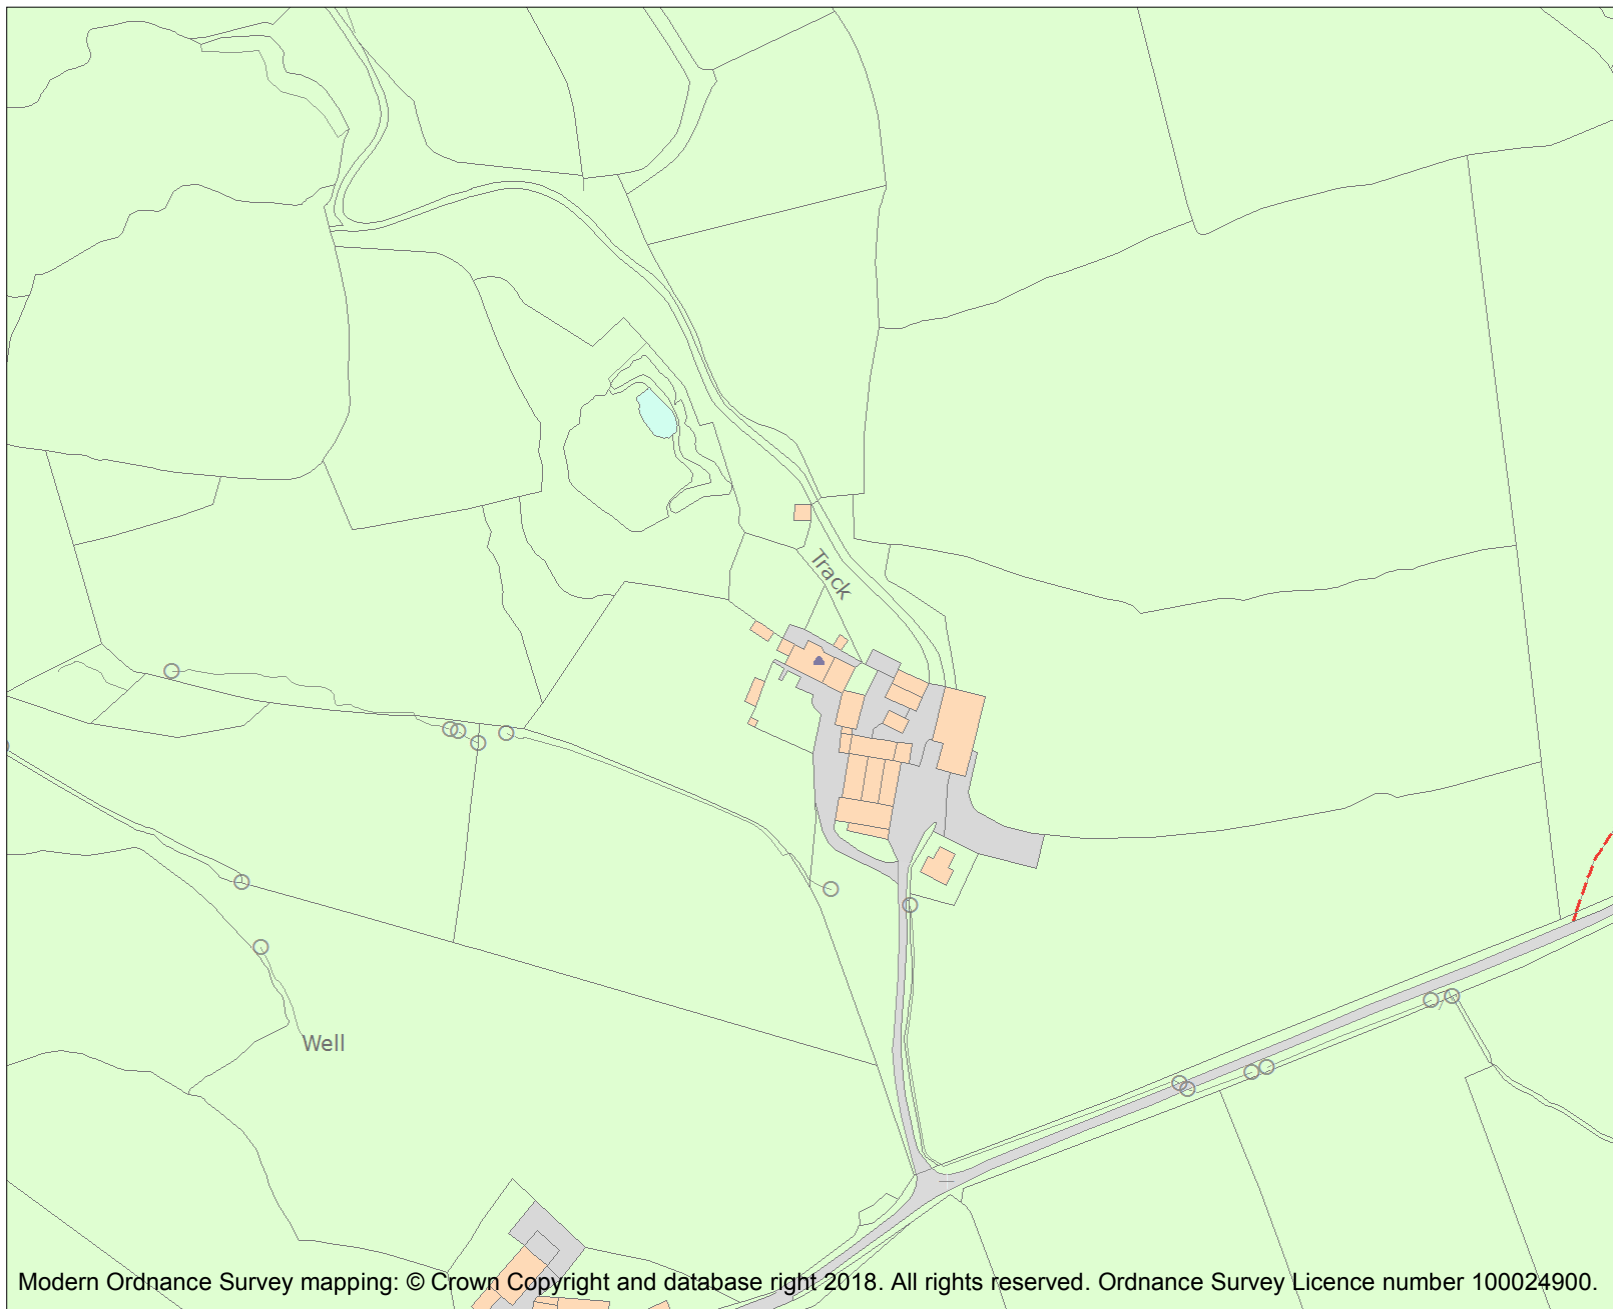 Track
Well
Modern Ordnance Survey mapping: © Crown Copyright and database right 2018. All rights reserved. Ordnance Survey Licence number 100024900.